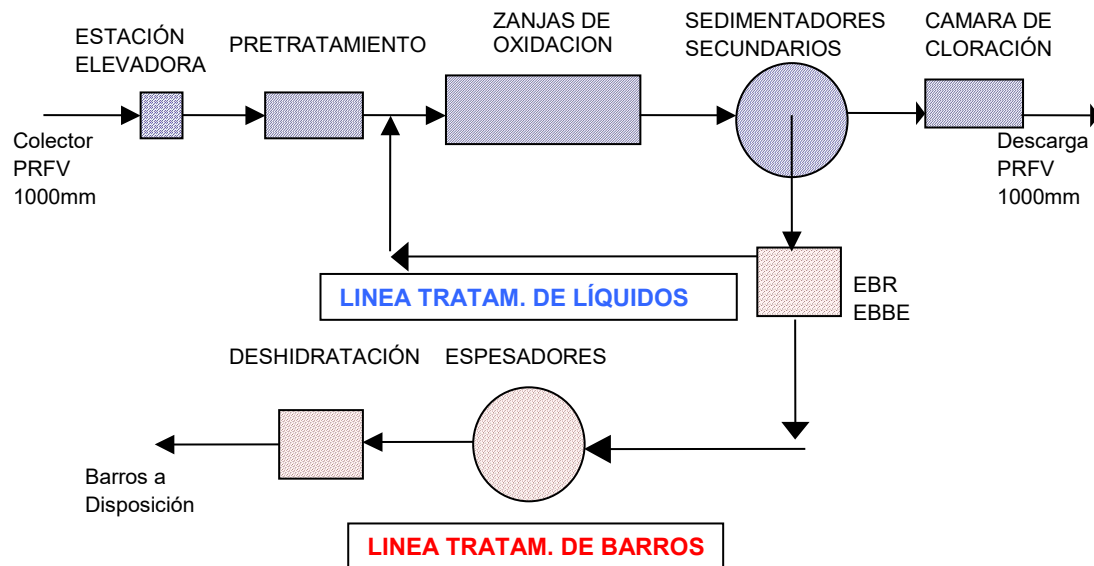 ESTACIÓN
ELEVADORA
PRETRATAMIENTO
ZANJAS DE
OXIDACION
SEDIMENTADORES
SECUNDARIOS
CAMARA DE
CLORACIÓN
Colector
PRFV
1000mm
Descarga
PRFV
1000mm
LINEA TRATAM. DE LÍQUIDOS
EBR
EBBE
DESHIDRATACIÓN
ESPESADORES
Barros a
Disposición
LINEA TRATAM. DE BARROS